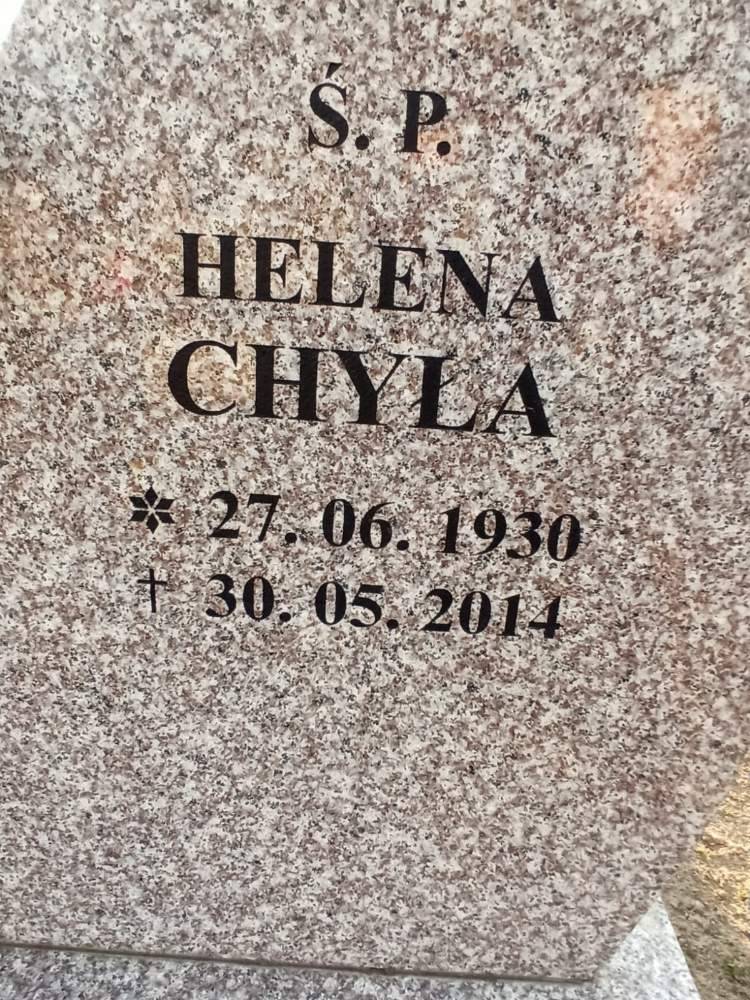 Ś. P.
HELENA
CHYŁA
* 27. 06. 1930
† 30. 05. 2014